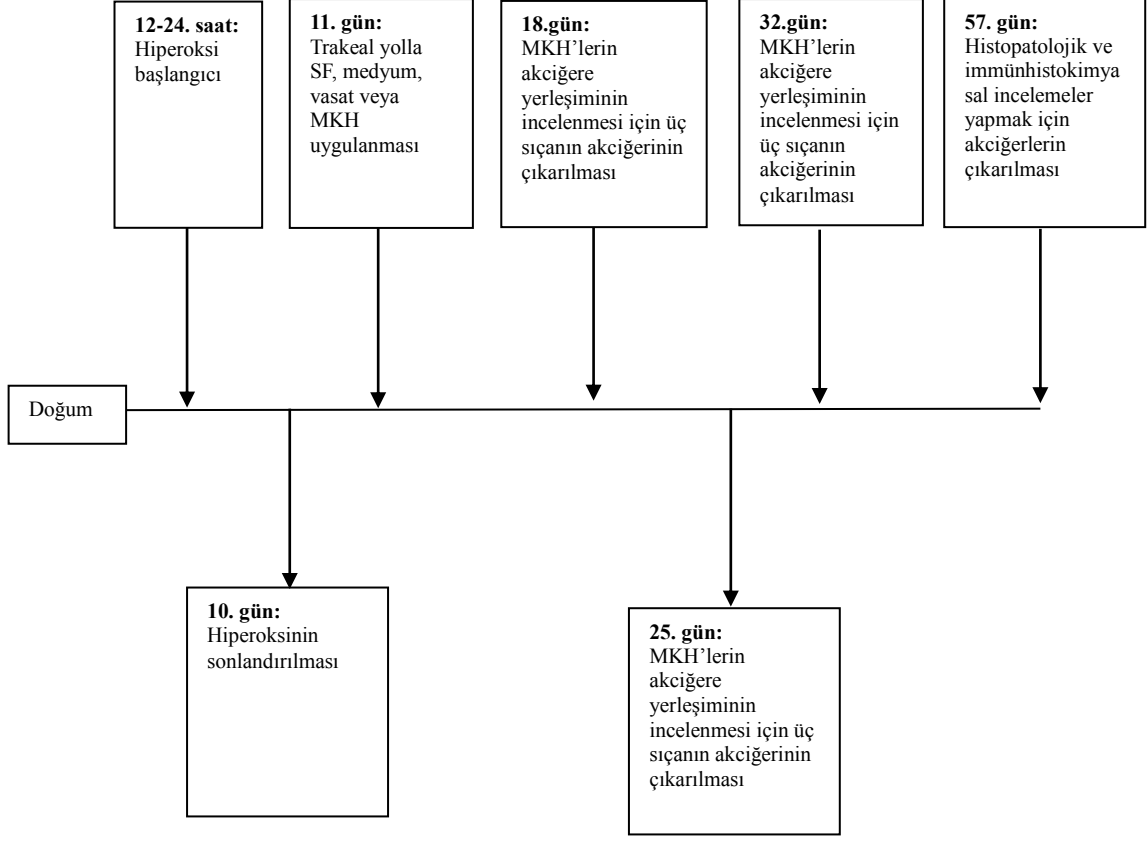 12-24. saat:
Hiperoksi
başlangıcı
11. gün:
Trakeal yolla
SF, medyum,
vasat veya
MKH
uygulanması
18.gün:
MKH’lerin
akciğere
yerleşiminin
incelenmesi için üç
sıçanın akciğerinin
çıkarılması
32.gün:
MKH’lerin
akciğere
yerleşiminin
incelenmesi için
üç sıçanın
akciğerinin
çıkarılması
57. gün:
Histopatolojik ve
immünhistokimya
sal incelemeler
yapmak için
akciğerlerin
çıkarılması
Doğum
10. gün:
Hiperoksinin
sonlandırılması
25. gün:
MKH’lerin
akciğere
yerleşiminin
incelenmesi için üç
sıçanın akciğerinin
çıkarılması